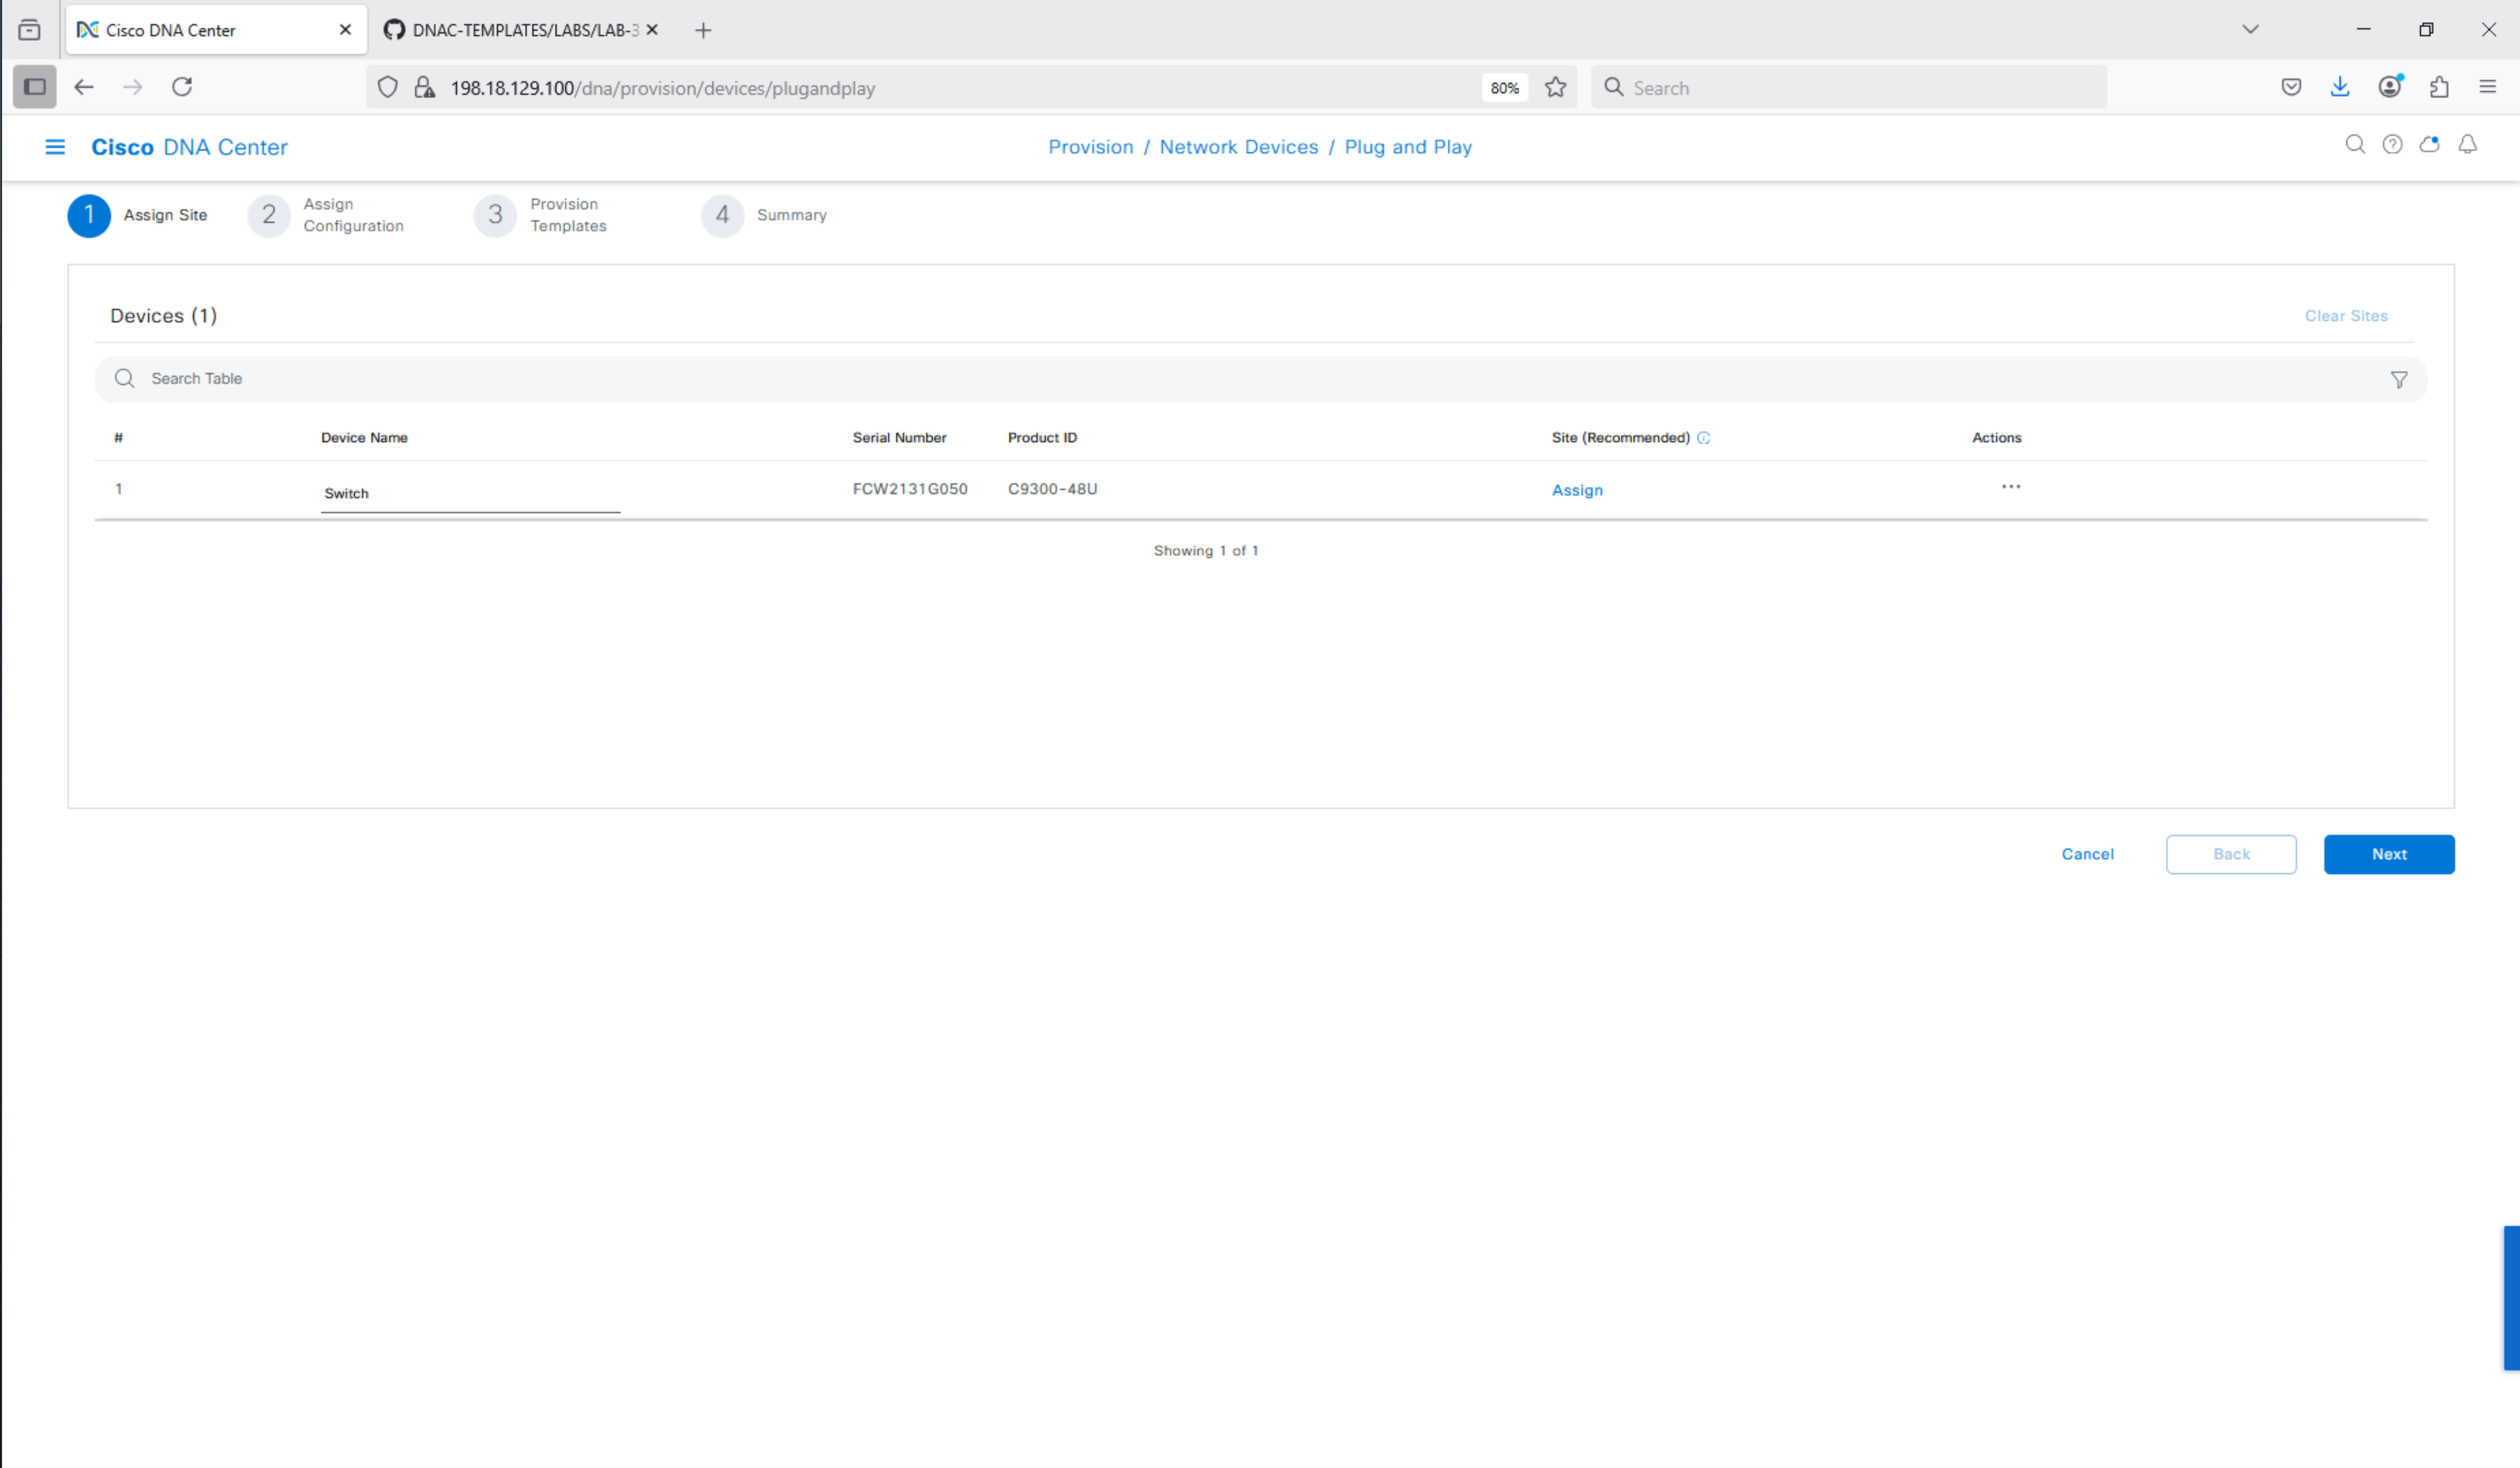 Cisco DNA Center
DNAC-TEMPLATES/LABS/LAB-3
198.18.129.100/dna/provision/devices/plugandplay
80%
Search
Cisco DNA Center
Provision / Network Devices / Plug and Play
1 Assign Site
2 Assign Configuration
3 Provision Templates
4 Summary
Devices (1)
Clear Sites
Search Table
# Device Name Serial Number Product ID Site (Recommended) Actions
1 Switch FCW2131G050 C9300-48U Assign ...
Showing 1 of 1
Cancel Back Next